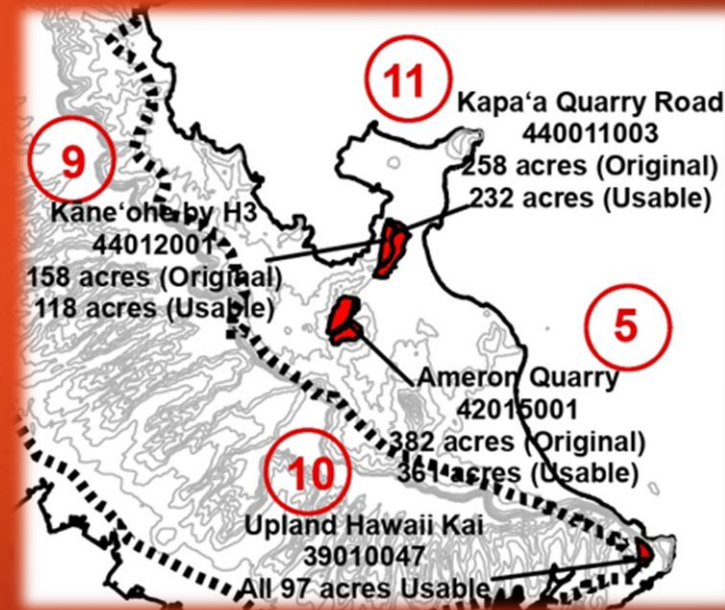 11
Kapa‘a Quarry Road
440011003
258 acres (Original)
232 acres (Usable)
9
Kāne‘ohe by H3
44012001
158 acres (Original)
118 acres (Usable)
5
Ameron Quarry
42015001
382 acres (Original)
361 acres (Usable)
10
Upland Hawaii Kai
39010047
All 97 acres Usable